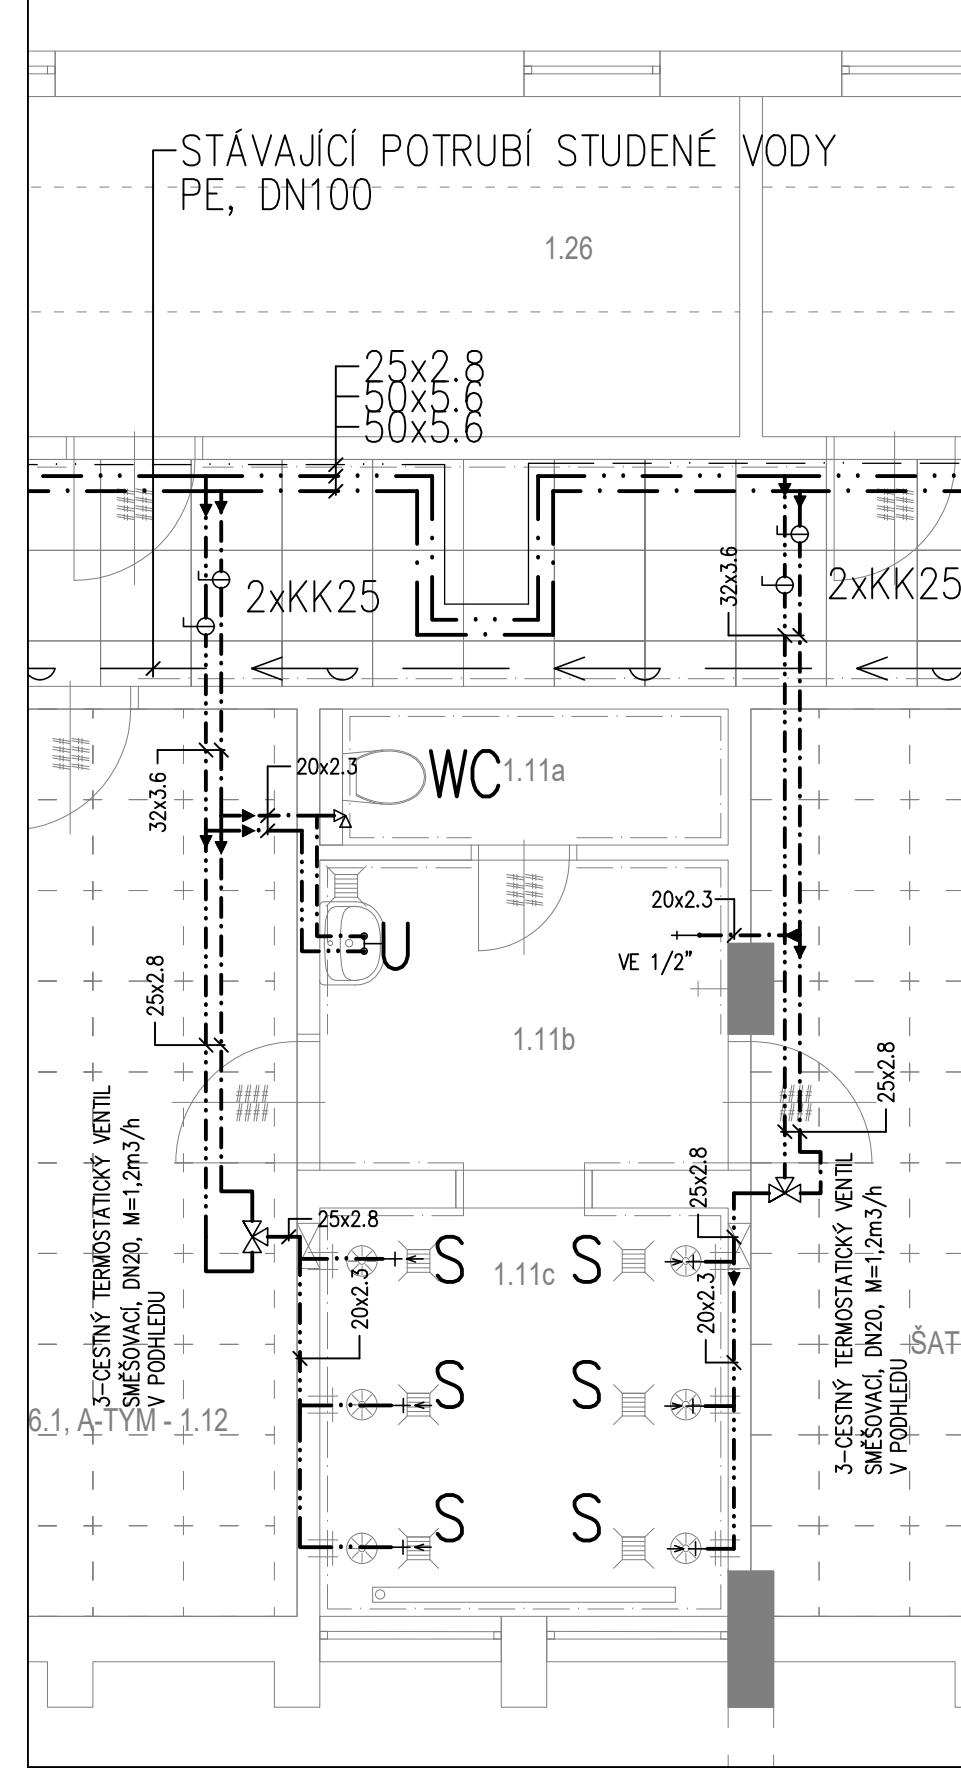 STÁVAJÍCÍ POTRUBÍ STUDENÉ VODY
PE, DN100
1.26
25x2.8
50x5.6
50x5.6
2xKK25
32x3.6
2xKK25
WC
1.11a
20x2.3
32x3.6
20x2.3
U
VE 1/2"
25x2.8
1.11b
25x2.8
3-CESTNÝ TERMOSTATICKÝ VENTIL
SMĚŠOVACÍ, DN20, M=1,2m3/h
V PODHLEDU
25x2.8
25x2.8
3-CESTNÝ TERMOSTATICKÝ VENTIL
SMĚŠOVACÍ, DN20, M=1,2m3/h
V PODHLEDU
S
1.11c
S
20x2.3
20x2.3
ŠAT
S
S
6.1, A-TÝM - 1.12
S
S